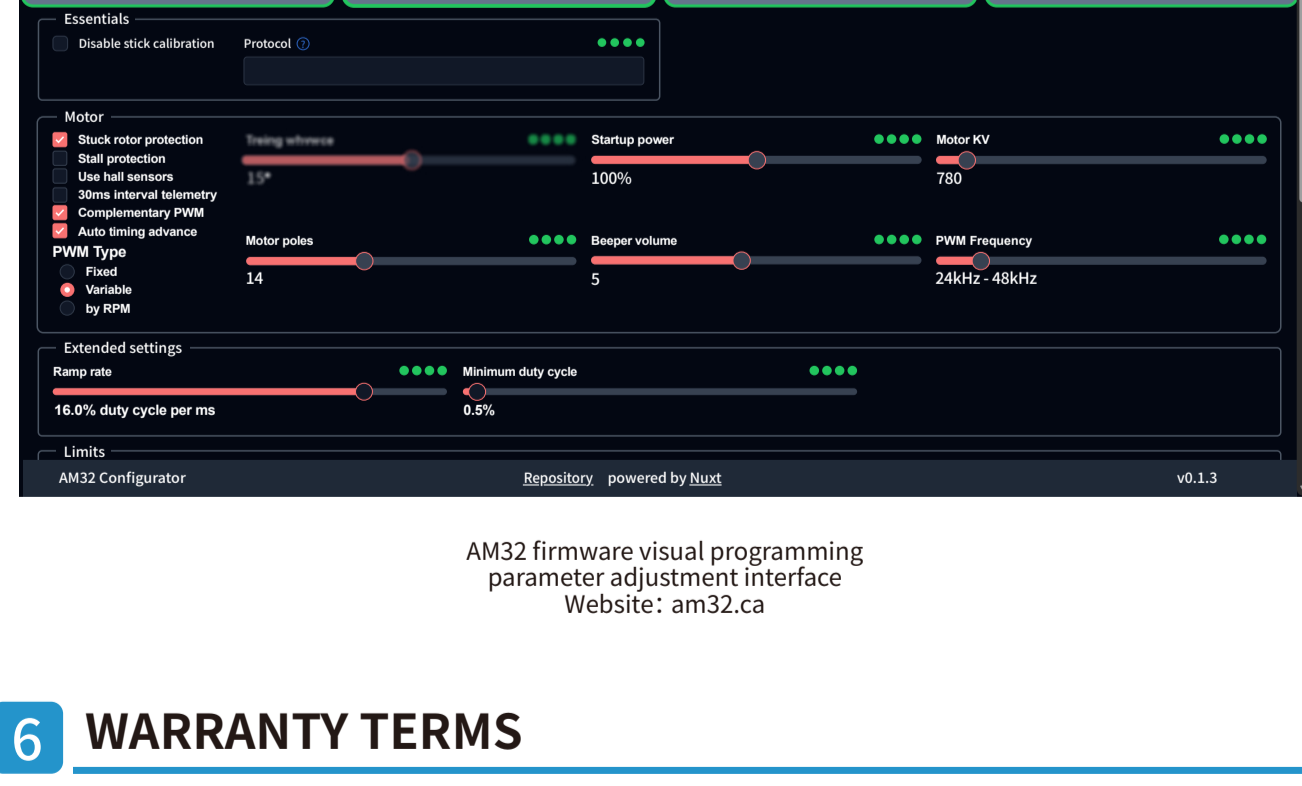 Essentials
Disable stick calibration
Protocol ?
Motor
Stuck rotor protection
Stall protection
Use hall sensors
30ms interval telemetry
Complementary PWM
Auto timing advance
PWM Type
Fixed
Variable
by RPM
15°
Startup power
100%
Motor KV
780
Motor poles
14
Beeper volume
5
PWM Frequency
24kHz - 48kHz
Extended settings
Ramp rate
16.0% duty cycle per ms
Minimum duty cycle
0.5%
Limits
AM32 Configurator
Repository powered by Nuxt
v0.1.3
AM32 firmware visual programming
parameter adjustment interface
Website：am32.ca
6 WARRANTY TERMS